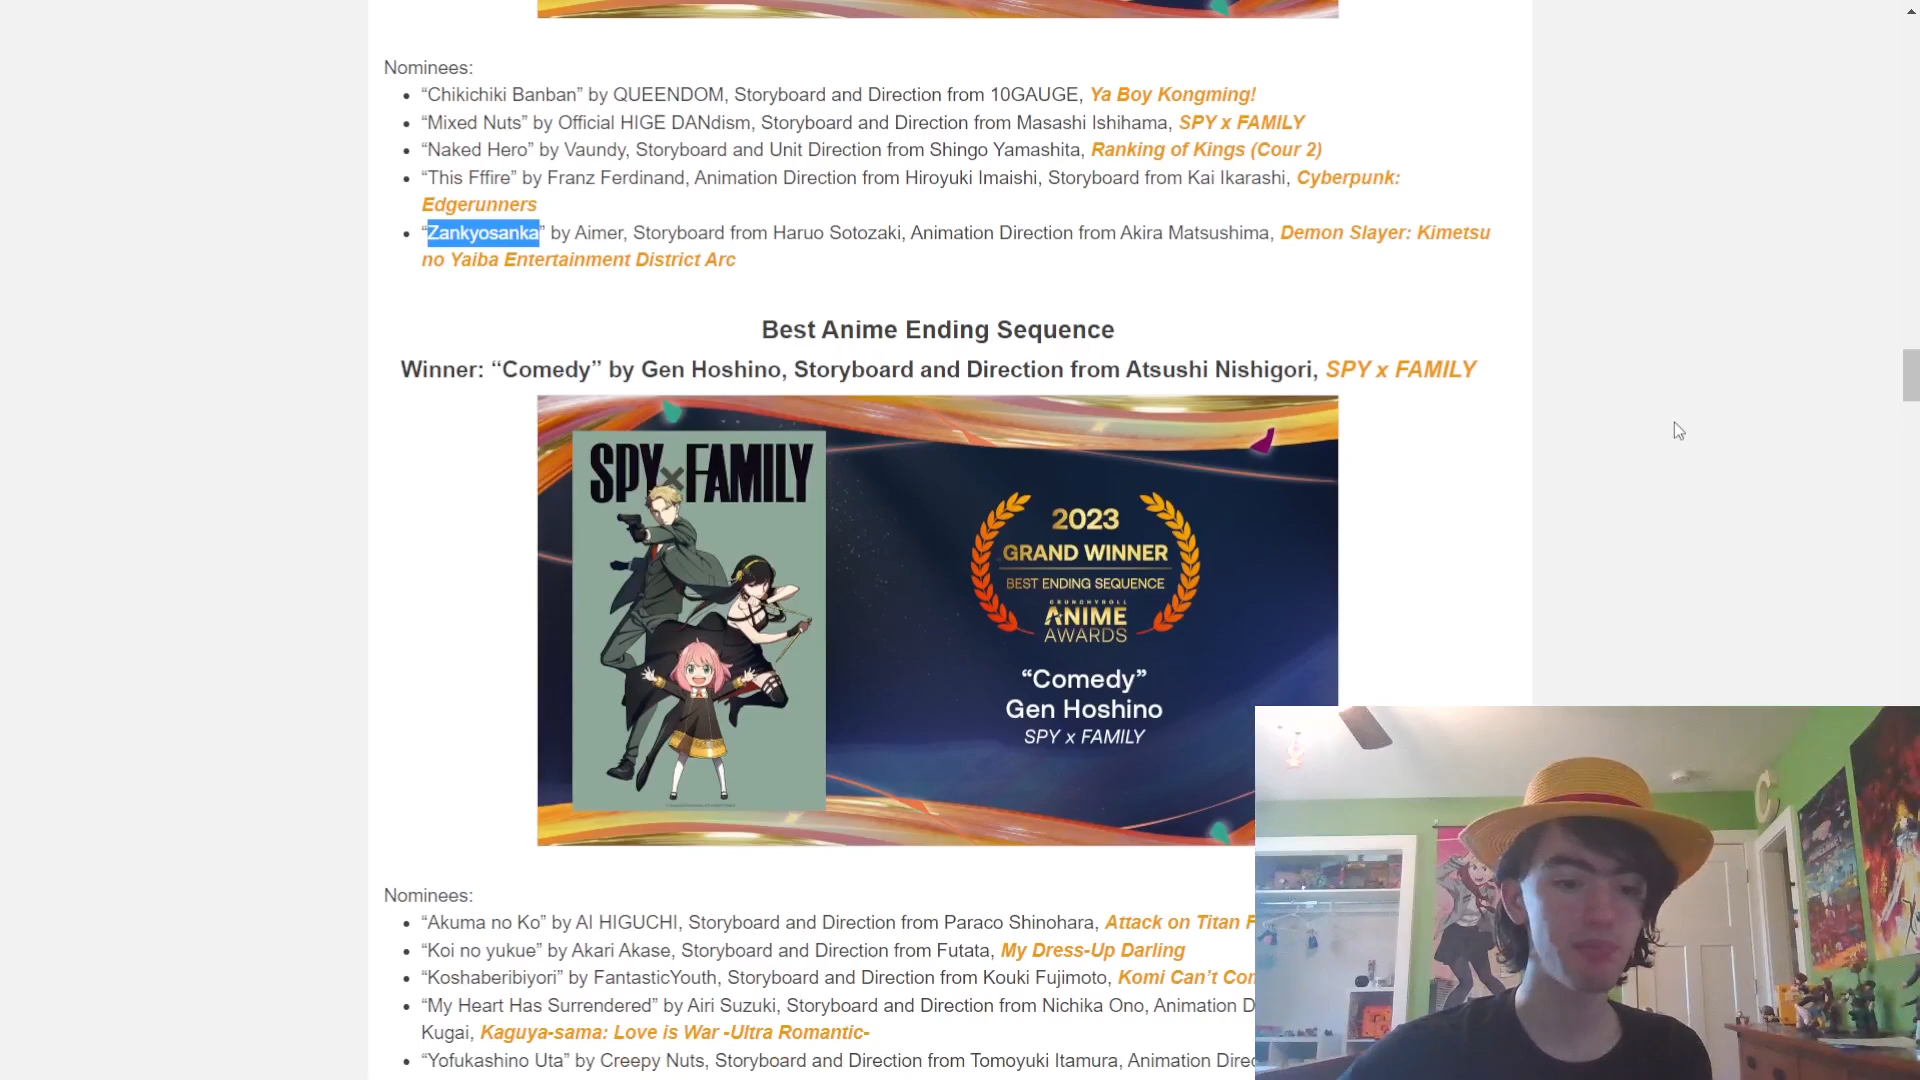 Nominees:
“Chikichiki Banban” by QUEENDOM, Storyboard and Direction from 10GAUGE, Ya Boy Kongming!
“Mixed Nuts” by Official HIGE DANdism, Storyboard and Direction from Masashi Ishihama, SPY x FAMILY
“Naked Hero” by Vaundy, Storyboard and Unit Direction from Shingo Yamashita, Ranking of Kings (Cour 2)
“This Fffire” by Franz Ferdinand, Animation Direction from Hiroyuki Imaishi, Storyboard from Kai Ikarashi, Cyberpunk:
Edgerunners
“Zankyosanka” by Aimer, Storyboard from Haruo Sotozaki, Animation Direction from Akira Matsushima, Demon Slayer: Kimetsu
no Yaiba Entertainment District Arc
Best Anime Ending Sequence
Winner: “Comedy” by Gen Hoshino, Storyboard and Direction from Atsushi Nishigori, SPY x FAMILY
SPY×FAMILY
2023
GRAND WINNER
BEST ENDING SEQUENCE
CRUNCHYROLL
ANIME
AWARDS
“Comedy”
Gen Hoshino
SPY x FAMILY
Nominees:
“Akuma no Ko” by AI HIGUCHI, Storyboard and Direction from Paraco Shinohara, Attack on Titan F
“Koi no yukue” by Akari Akase, Storyboard and Direction from Futata, My Dress-Up Darling
“Koshaberibiyori” by FantasticYouth, Storyboard and Direction from Kouki Fujimoto, Komi Can’t Con
“My Heart Has Surrendered” by Airi Suzuki, Storyboard and Direction from Nichika Ono, Animation D
Kugai, Kaguya-sama: Love is War -Ultra Romantic-
“Yofukashino Uta” by Creepy Nuts, Storyboard and Direction from Tomoyuki Itamura, Animation Direc